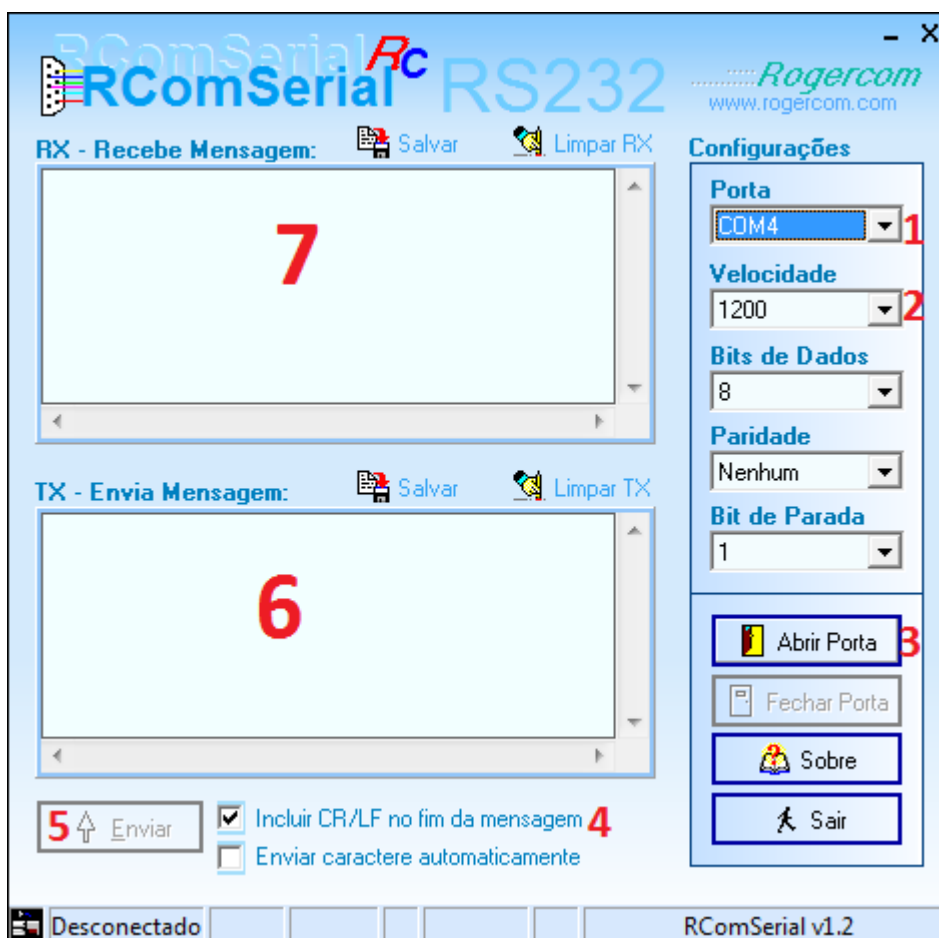 RComSerial
RComSerial RC RS232
Rogercom
www.rogercom.com
RX - Recebe Mensagem: Salvar Limpar RX
7
Configurações
Porta
COM4 1
Velocidade
1200 2
Bits de Dados
8
Paridade
Nenhum
Bit de Parada
1
TX - Envia Mensagem: Salvar Limpar TX
6
Abrir Porta 3
Fechar Porta
Sobre
Sair
5 Enviar
Incluir CR/LF no fim da mensagem 4
Enviar caractere automaticamente
Desconectado RComSerial v1.2